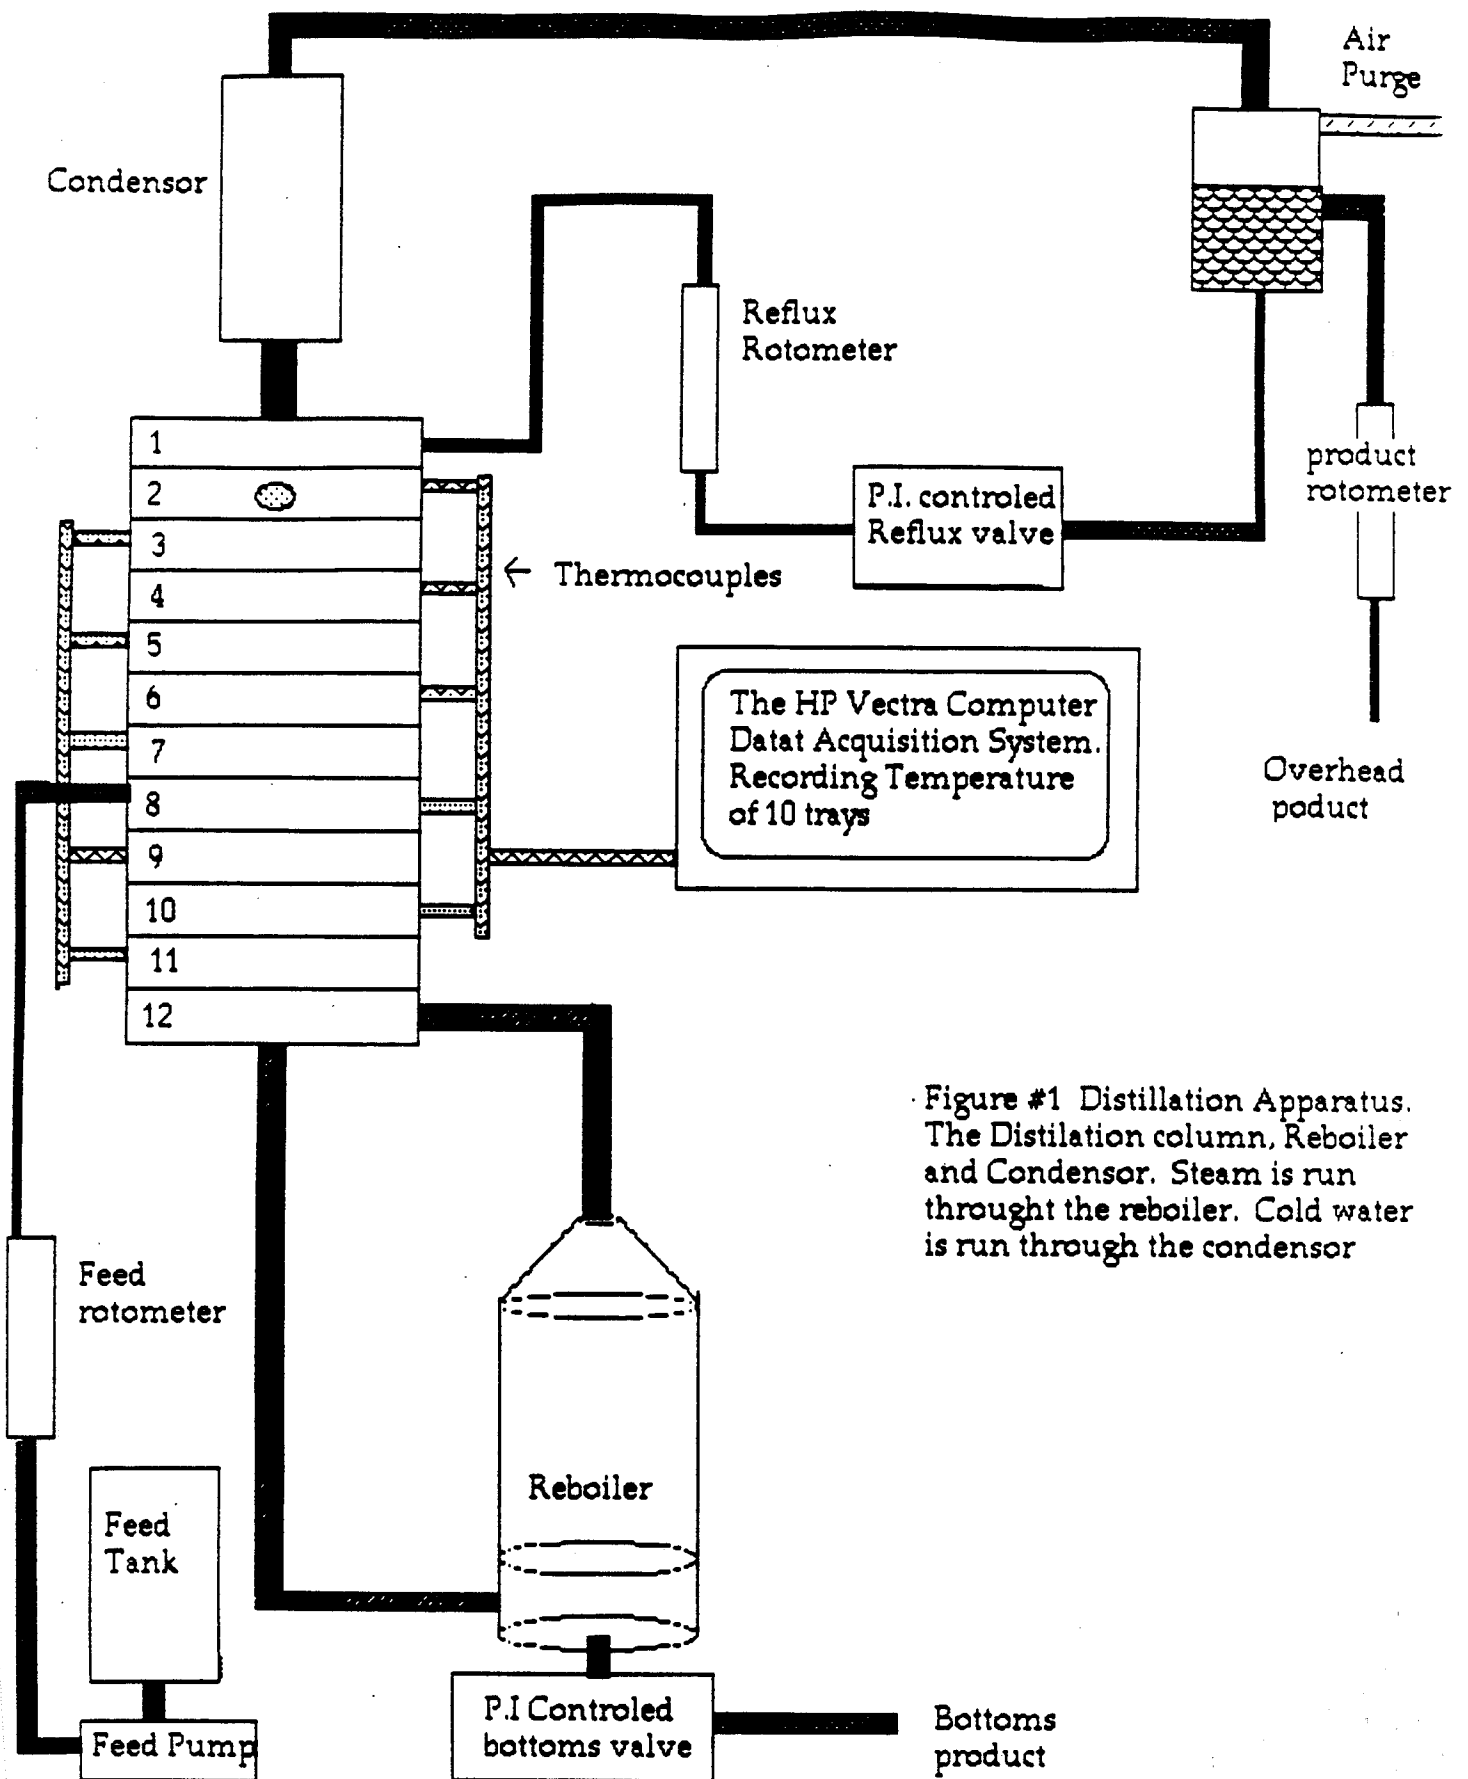 Air
Purge
Condensor
Reflux
Rotometer
1
2
3
4
5
6
7
8
9
10
11
12
product
rotometer
P.I. controled
Reflux valve
← Thermocouples
The HP Vectra Computer
Datat Acquisition System.
Recording Temperature
of 10 trays
Overhead
poduct
Figure #1 Distillation Apparatus.
The Distilation column, Reboiler
and Condensor. Steam is run
throught the reboiler. Cold water
is run through the condensor
Feed
rotometer
Reboiler
Feed
Tank
Feed Pump
P.I Controled
bottoms valve
Bottoms
product